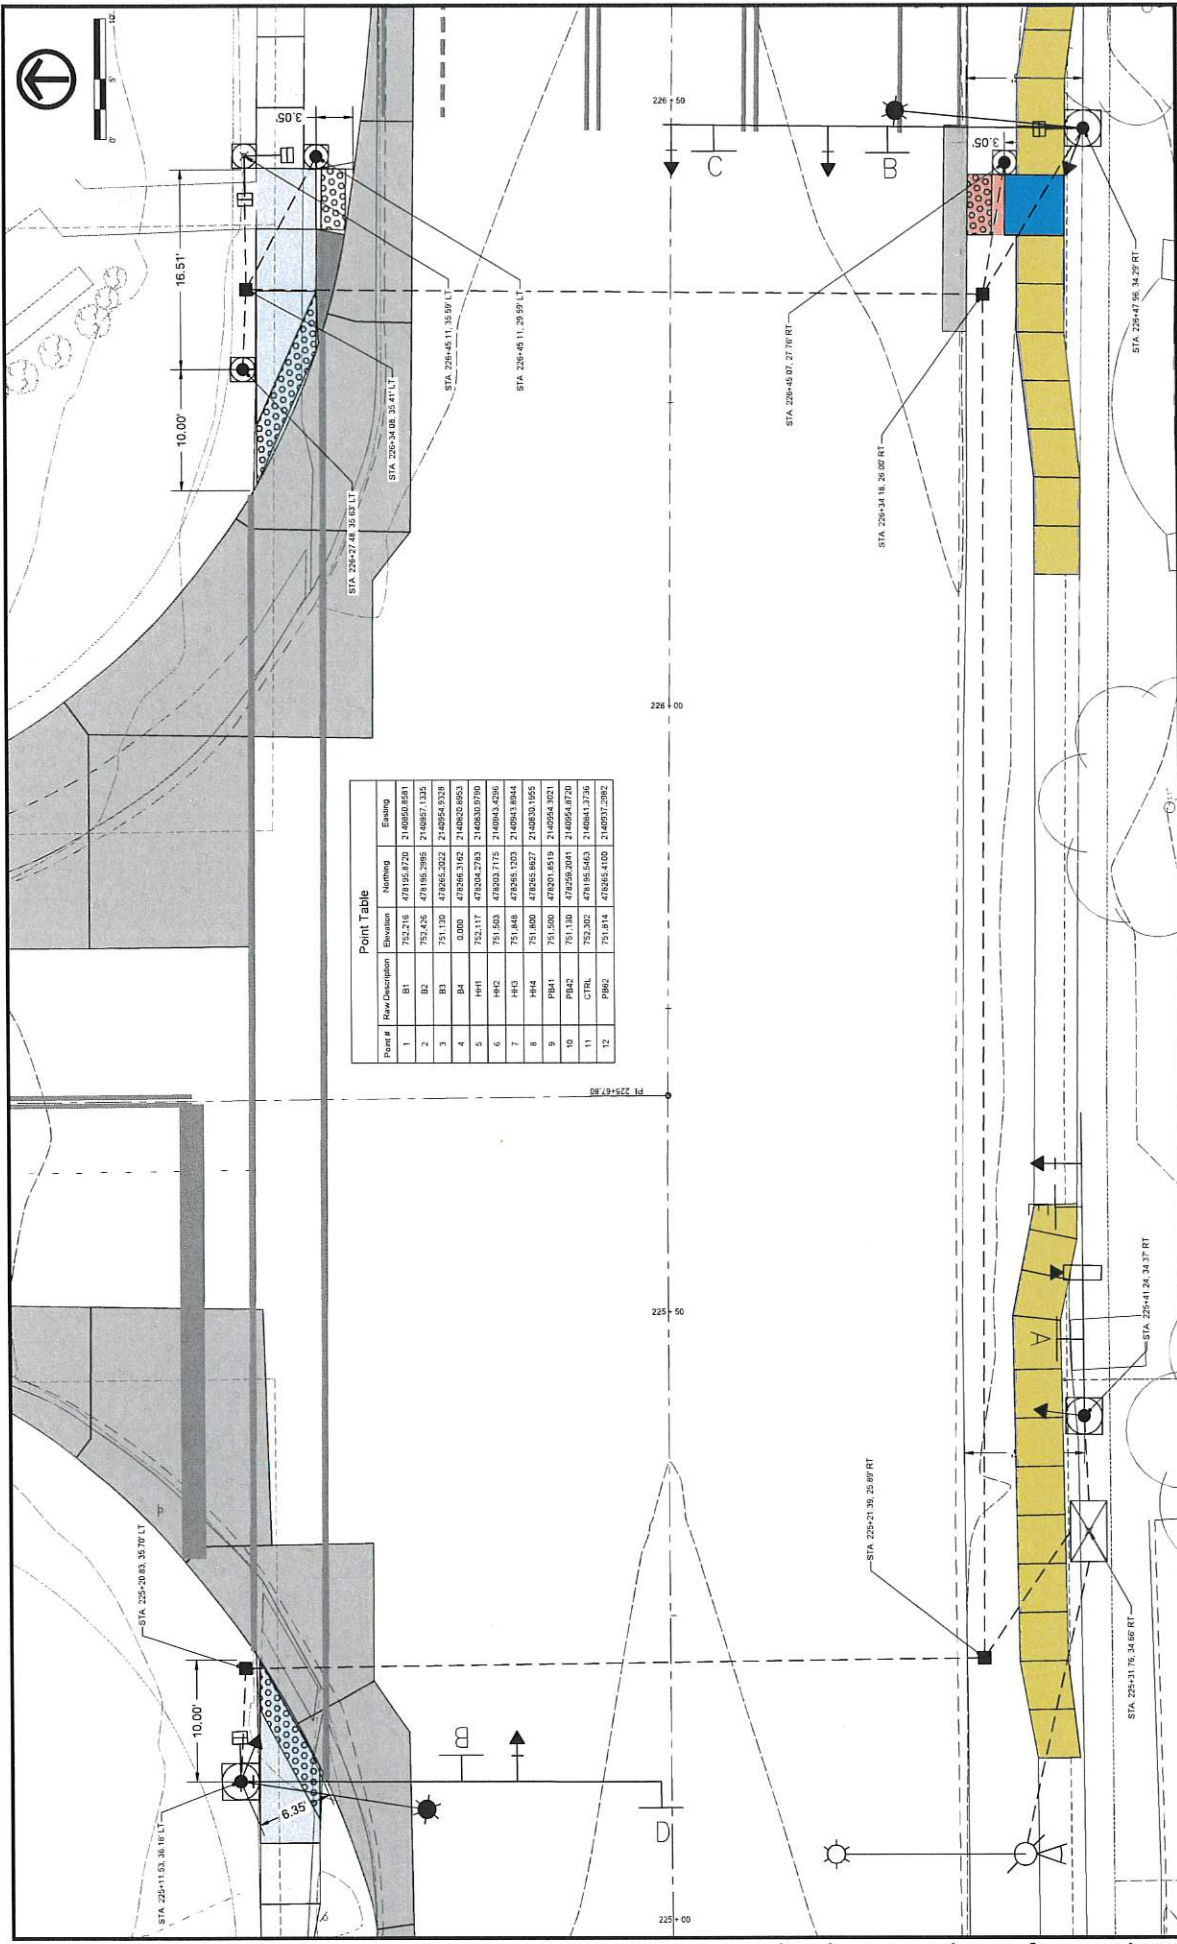 10'
5'
0'
3.05'
16.51'
10.00'
STA. 226+45.11, 35.59' LT
STA. 226+45.11, 29.59' LT
STA. 226+34.08, 35.41' LT
STA. 226+27.48, 35.63' LT
226+50
C
B
3.05'
STA. 226+45.07, 27.76' RT
STA. 226+34.18, 26.00' RT
STA. 226+47.96, 34.29' RT
226+00
Point Table
Point # Raw Description Elevation Northing Easting
1 B1 752.216 478195.8720 2140850.8581
2 B2 752.426 478195.2995 2140957.1335
3 B3 751.130 478265.2022 2140954.9328
4 B4 0.000 478266.3162 2140820.8953
5 HH1 752.117 478204.2783 2140830.9790
6 HH2 751.503 478203.7175 2140943.4296
7 HH3 751.848 478265.1203 2140943.8944
8 HH4 751.800 478265.8627 2140830.1955
9 PB41 751.500 478201.8519 2140954.3021
10 PB42 751.130 478259.2041 2140954.8720
11 CTRL 752.302 478195.5463 2140841.3736
12 PB62 751.814 478265.4100 2140937.2982
PI: 225+67.80
225+50
E
A
STA. 225+41.24, 34.37' RT
STA. 225+20.83, 35.70' LT
STA. 225+21.39, 25.89' RT
STA. 225+31.76, 34.66' RT
10.00'
6.35'
STA. 225+11.53, 36.18' LT
B
D
225+00